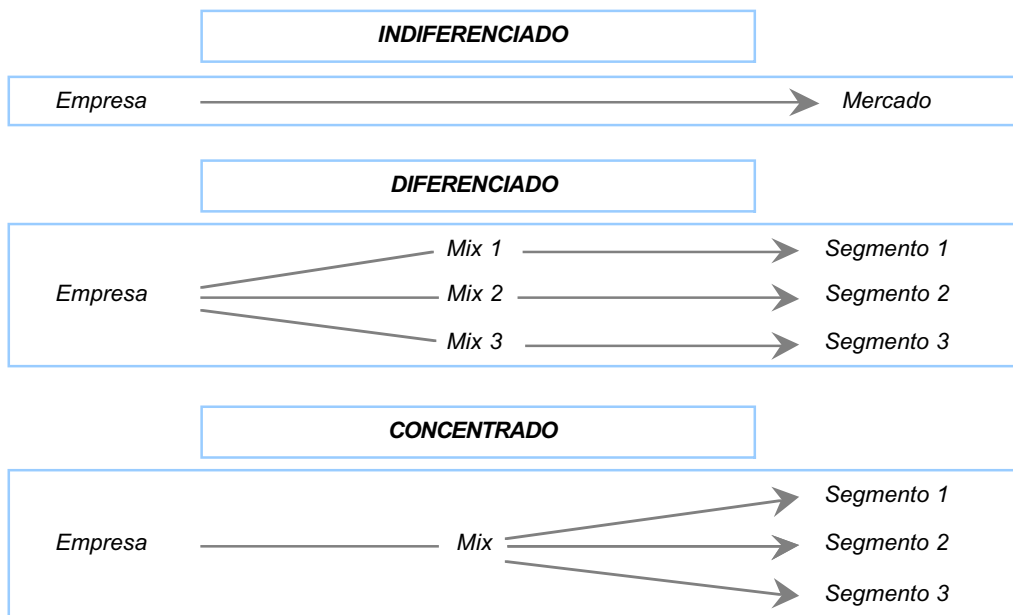 INDIFERENCIADO
Empresa Mercado
DIFERENCIADO
Mix 1 Segmento 1
Empresa Mix 2 Segmento 2
Mix 3 Segmento 3
CONCENTRADO
Segmento 1
Empresa Mix Segmento 2
Segmento 3